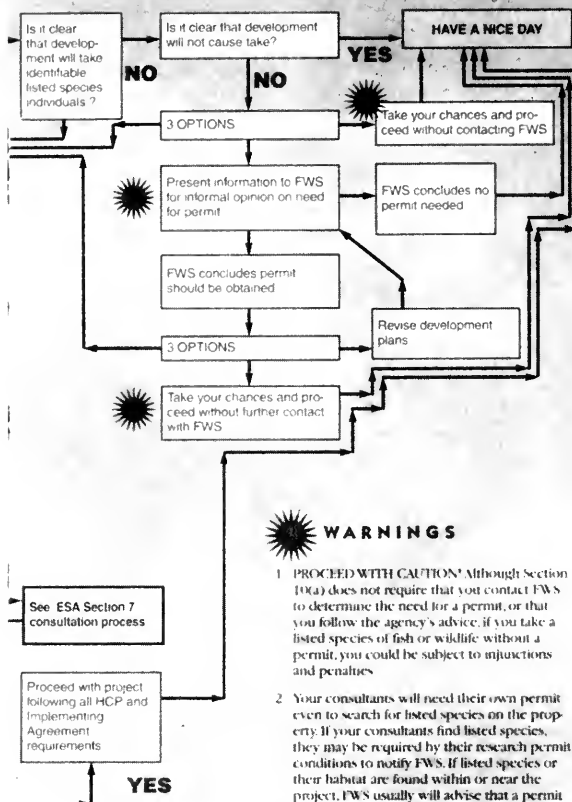 Is it clear
that develop-
ment will take
identifiable
listed species
individuals ?
NO
Is it clear that development
will not cause take?
YES
HAVE A NICE DAY
NO
3 OPTIONS
Take your chances and pro-
ceed without contacting FWS
Present information to FWS
for informal opinion on need
for permit
FWS concludes no
permit needed
FWS concludes permit
should be obtained
3 OPTIONS
Revise development
plans
Take your chances and pro-
ceed without further contact
with FWS
See ESA Section 7
consultation process
Proceed with project
following all HCP and
Implementing
Agreement
requirements
YES
WARNINGS
1 PROCEED WITH CAUTION! Although Section
10(a) does not require that you contact FWS
to determine the need for a permit, or that
you follow the agency's advice, if you take a
listed species of fish or wildlife without a
permit, you could be subject to injunctions
and penalties
2 Your consultants will need their own permit
even to search for listed species on the prop-
erty. If your consultants find listed species,
they may be required by their research permit
conditions to notify FWS. If listed species or
their habitat are found within or near the
project, FWS usually will advise that a permit